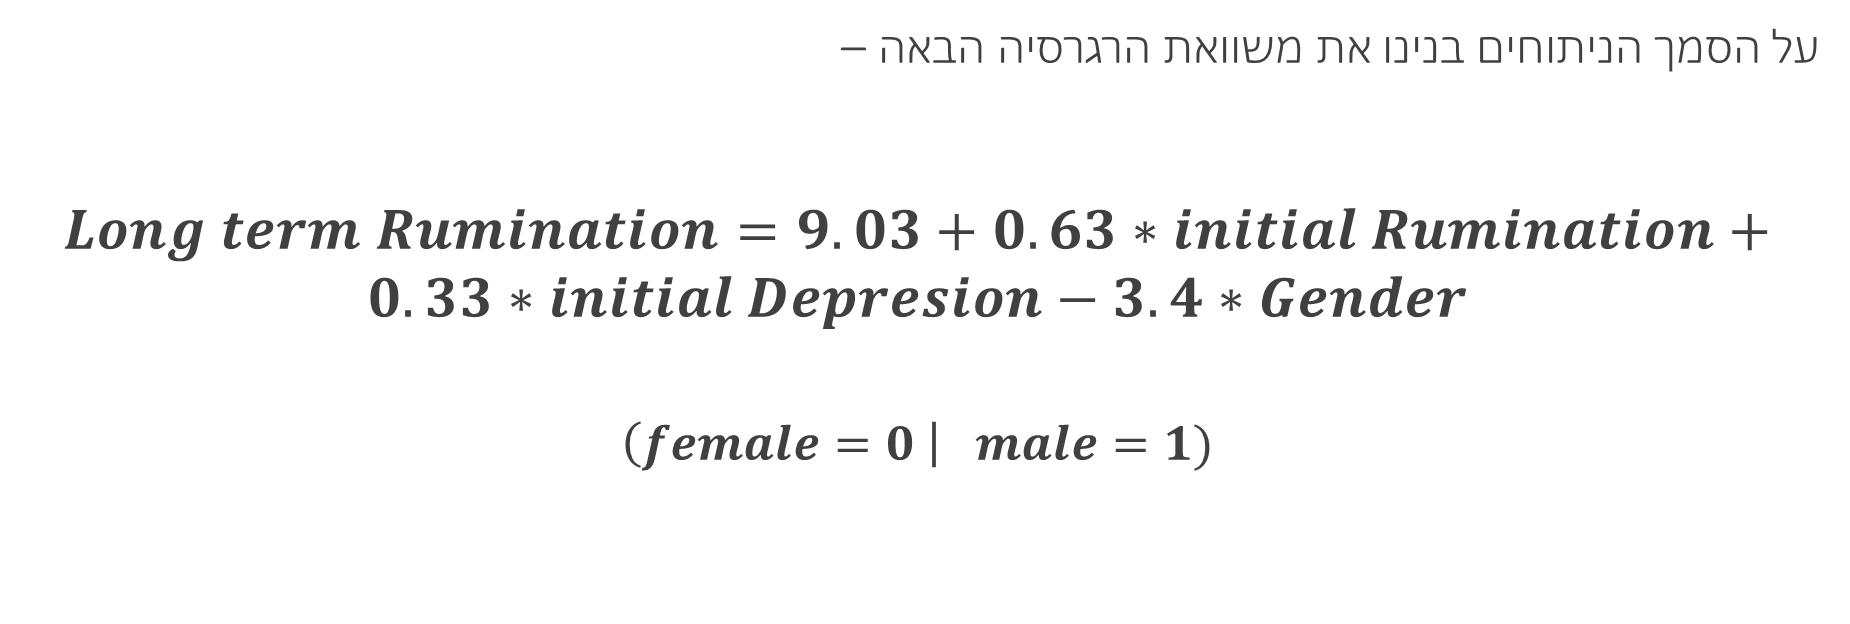 על הסמך הניתוחים בנינו את משוואת הרגרסיה הבאה –
Long term Rumination = 9.03 + 0.63 * initial Rumination +
0.33 * initial Depresion − 3.4 * Gender
(female = 0 | male = 1)